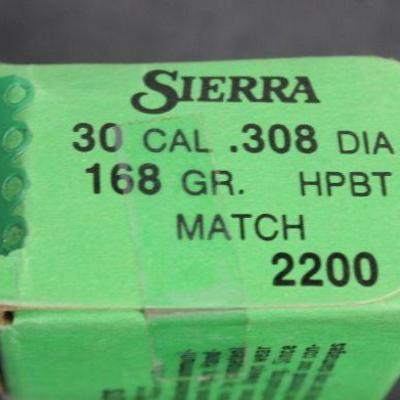 SIERRA
30 CAL .308 DIA
168 GR. HPBT
MATCH
2200